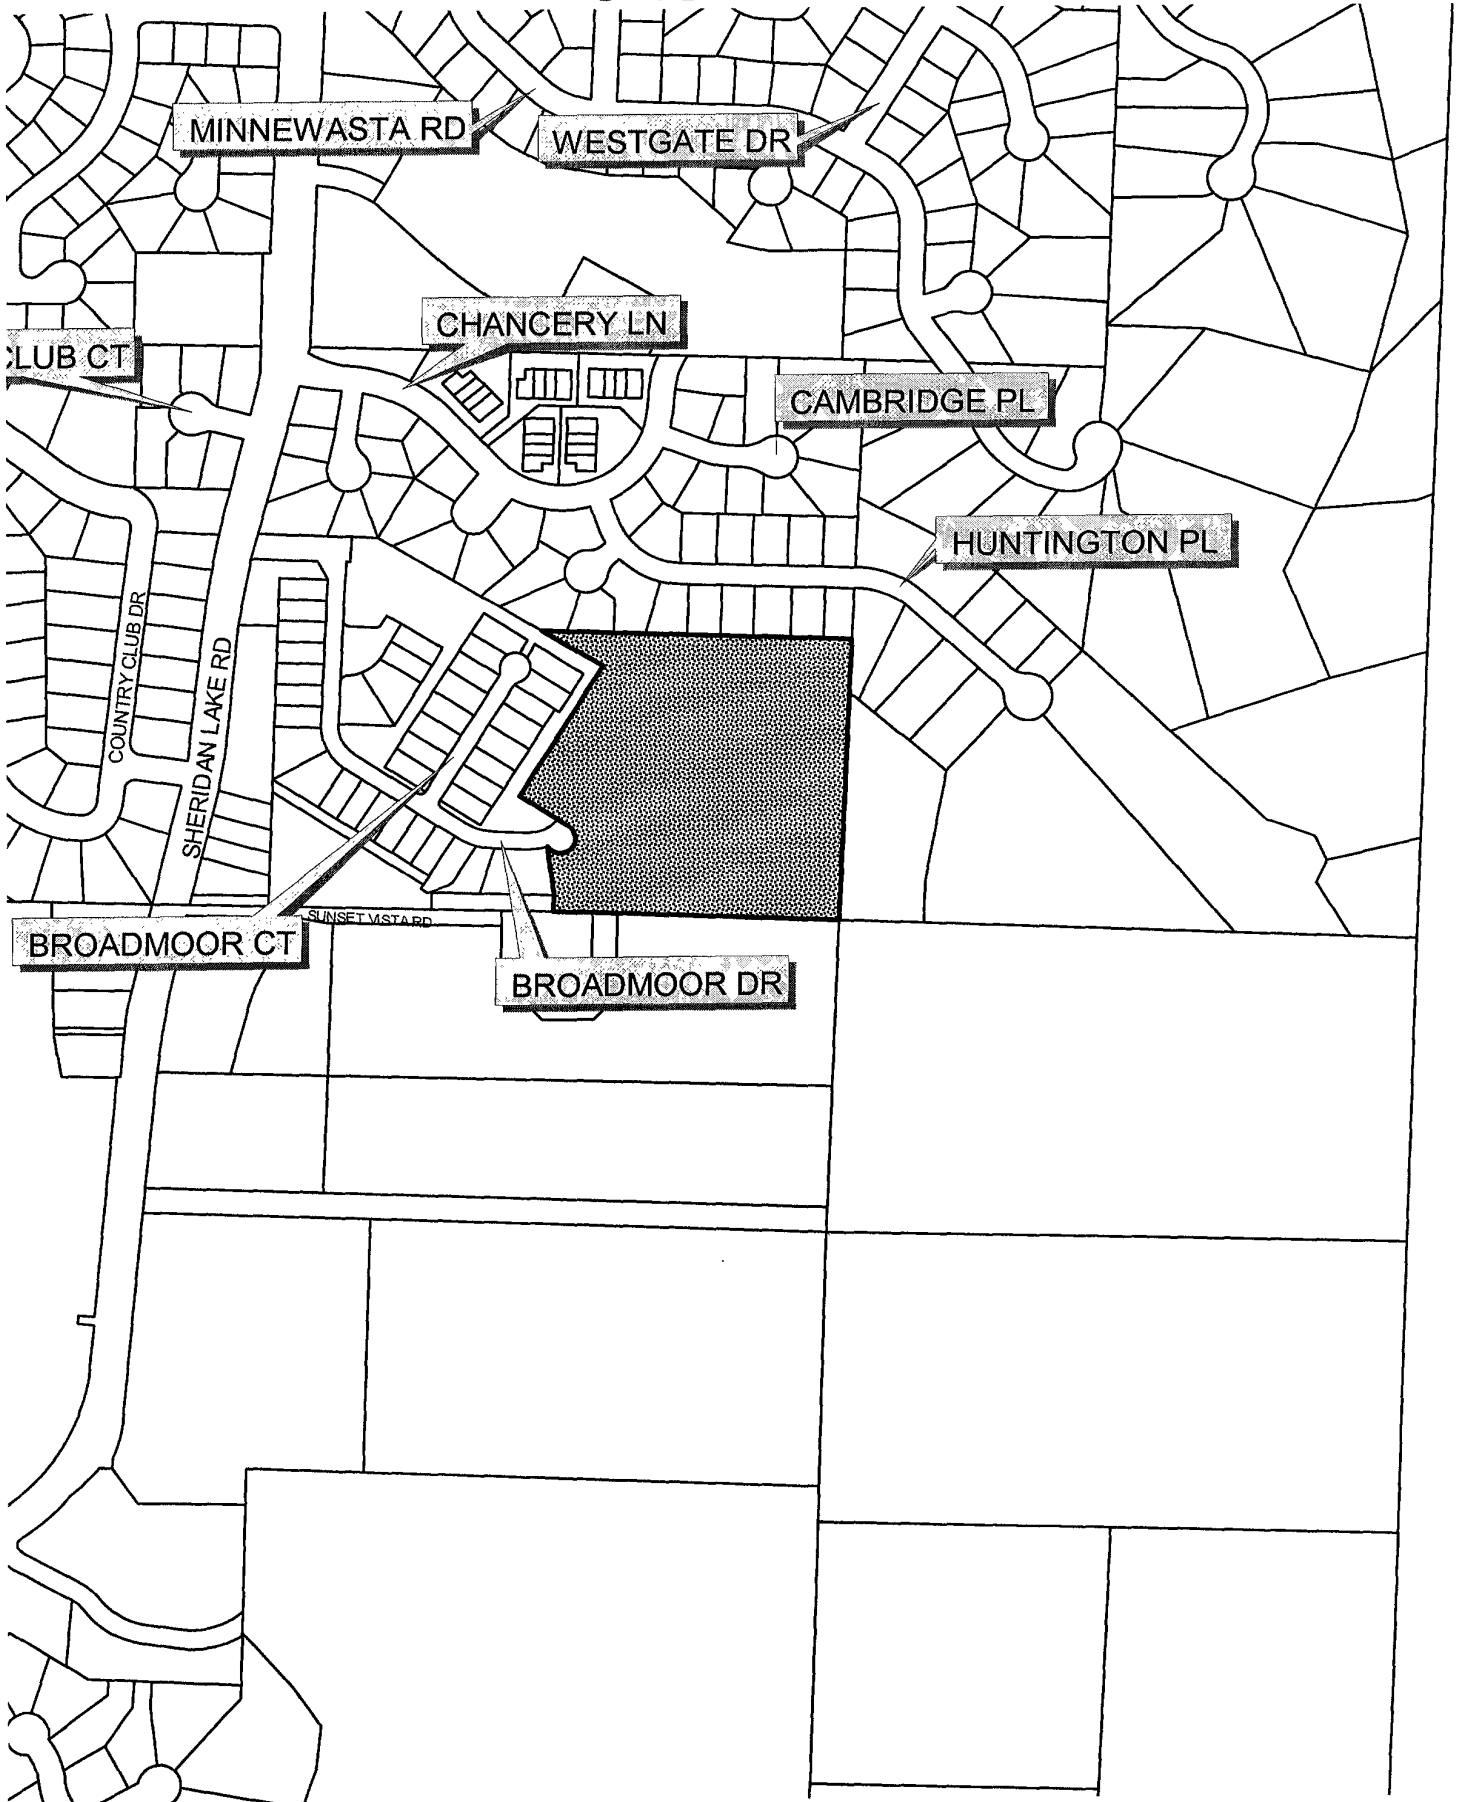 MINNEWASTA RD
WESTGATE DR
CHANCERY LN
CLUB CT
CAMBRIDGE PL
HUNTINGTON PL
COUNTRY CLUB DR
SHERIDAN LAKE RD
SUNSET VISTA RD
BROADMOOR CT
BROADMOOR DR